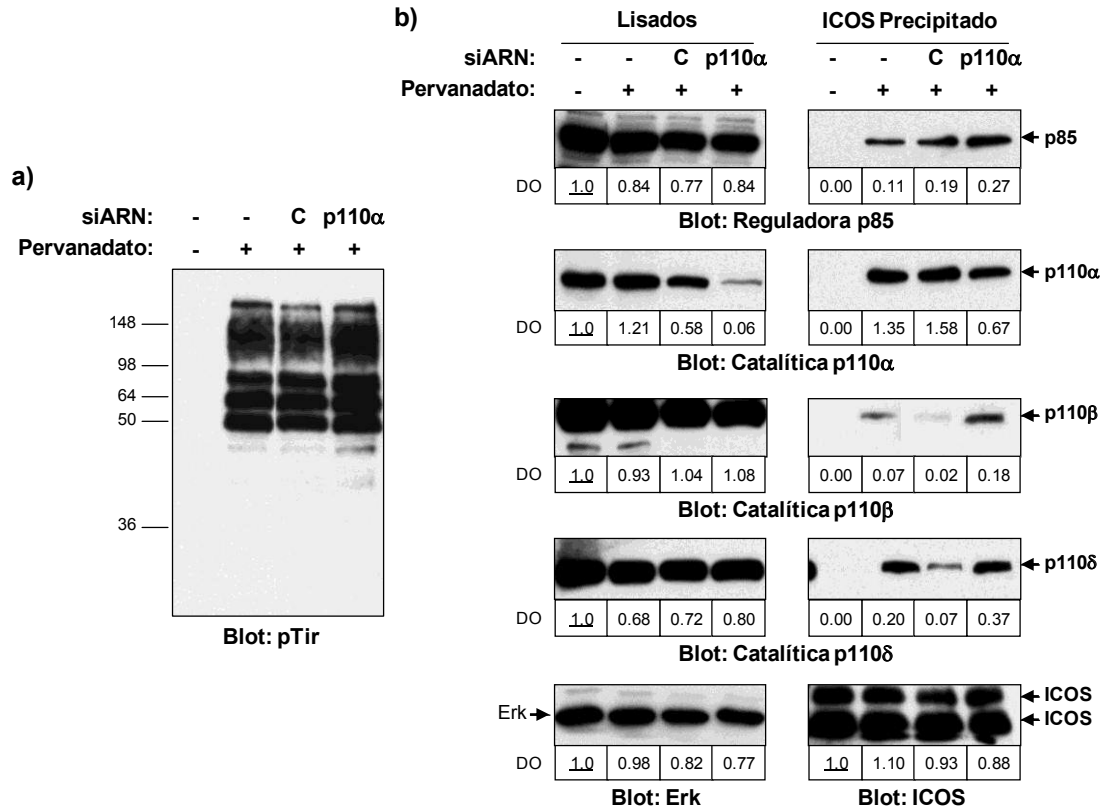 a)
siARN: - - C p110α
Pervanadato: - + + +
148
98
64
50
36
Blot: pTir
b)
Lisados ICOS Precipitado
siARN: - - C p110α - - C p110α
Pervanadato: - + + + - + + +
p85
DO 1.0 0.84 0.77 0.84 0.00 0.11 0.19 0.27
Blot: Reguladora p85
p110α
DO 1.0 1.21 0.58 0.06 0.00 1.35 1.58 0.67
Blot: Catalítica p110α
p110β
DO 1.0 0.93 1.04 1.08 0.00 0.07 0.02 0.18
Blot: Catalítica p110β
p110δ
DO 1.0 0.68 0.72 0.80 0.00 0.20 0.07 0.37
Blot: Catalítica p110δ
ICOS
Erk ICOS
DO 1.0 0.98 0.82 0.77 1.0 1.10 0.93 0.88
Blot: Erk Blot: ICOS